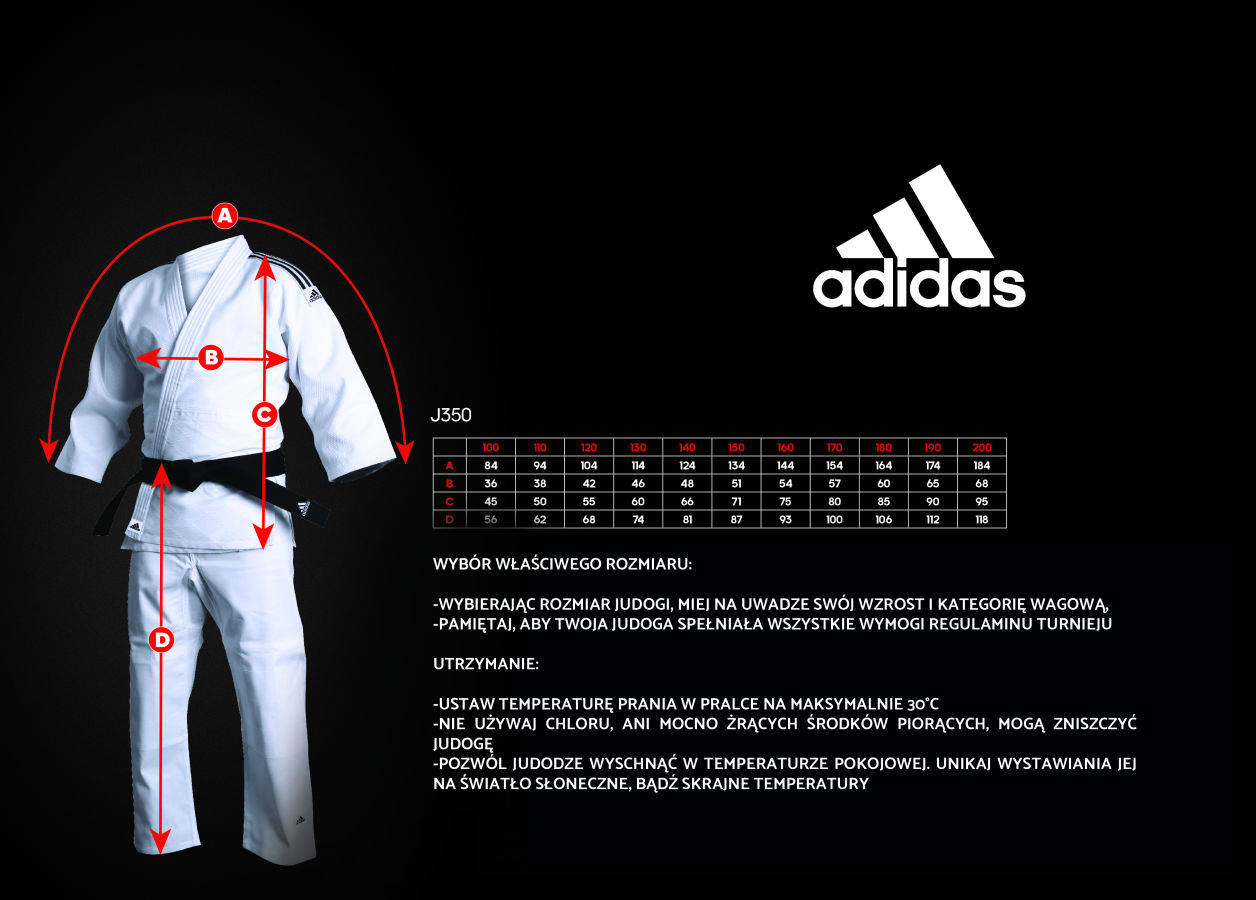 A
adidas
B
C
J350
100 110 120 130 140 150 160 170 180 190 200
A 84 94 104 114 124 134 144 154 164 174 184
B 36 38 42 46 48 51 54 57 60 65 68
C 45 50 55 60 66 71 75 80 85 90 95
D 56 62 68 74 81 87 93 100 106 112 118
WYBÓR WŁAŚCIWEGO ROZMIARU:
-WYBIERAJĄC ROZMIAR JUDOGI, MIEJ NA UWADZE SWÓJ WZROST I KATEGORIĘ WAGOWĄ,
-PAMIĘTAJ, ABY TWOJA JUDOGA SPEŁNIAŁA WSZYSTKIE WYMOGI REGULAMINU TURNIEJU
D
UTRZYMANIE:
-USTAW TEMPERATURĘ PRANIA W PRALCE NA MAKSYMALNIE 30°C
-NIE UŻYWAJ CHLORU, ANI MOCNO ŻRĄCYCH ŚRODKÓW PIORĄCYCH, MOGĄ ZNISZCZYĆ
JUDOGĘ
-POZWÓL JUDODZE WYSCHNĄĆ W TEMPERATURZE POKOJOWEJ. UNIKAJ WYSTAWIANIA JEJ
NA ŚWIATŁO SŁONECZNE, BĄDŹ SKRAJNE TEMPERATURY